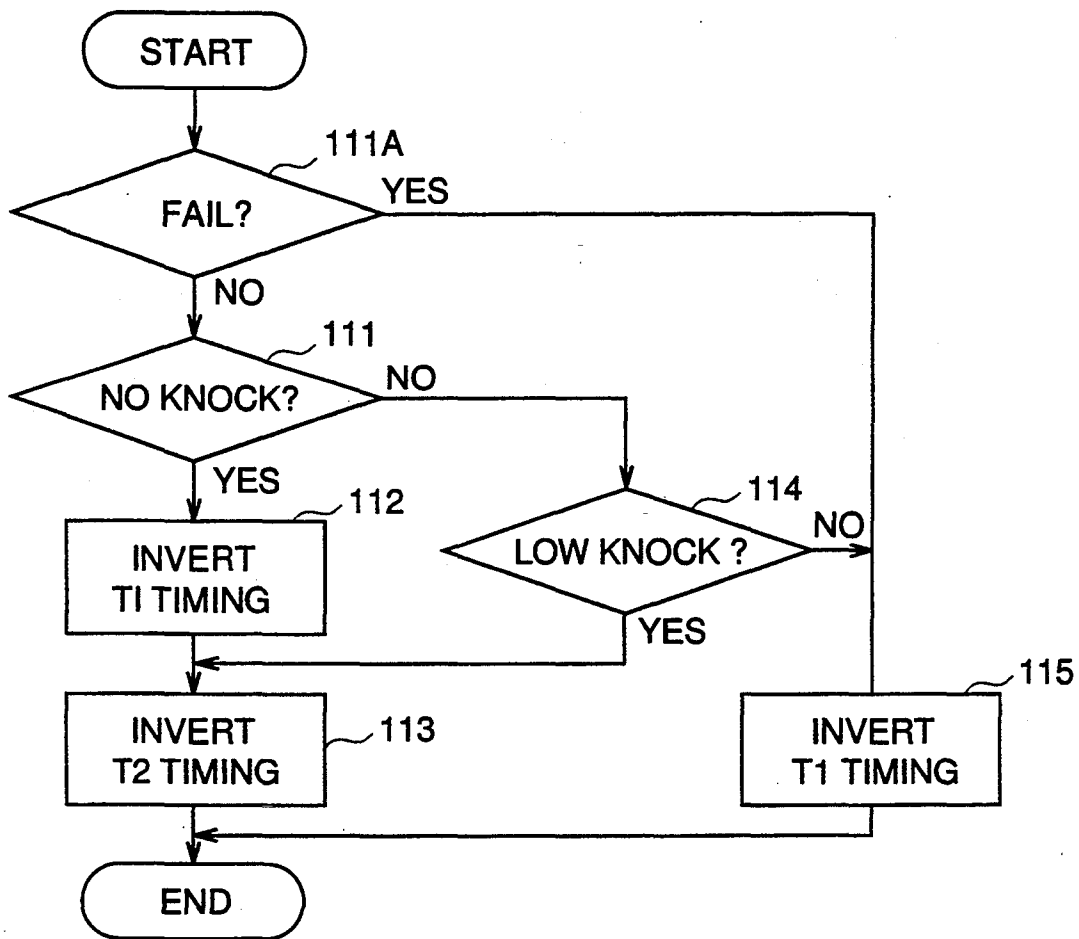 START
111A
FAIL?
YES
NO
111
NO KNOCK?
NO
YES
112
INVERT
TI TIMING
114
LOW KNOCK ?
NO
YES
INVERT
T2 TIMING
113
115
INVERT
T1 TIMING
END